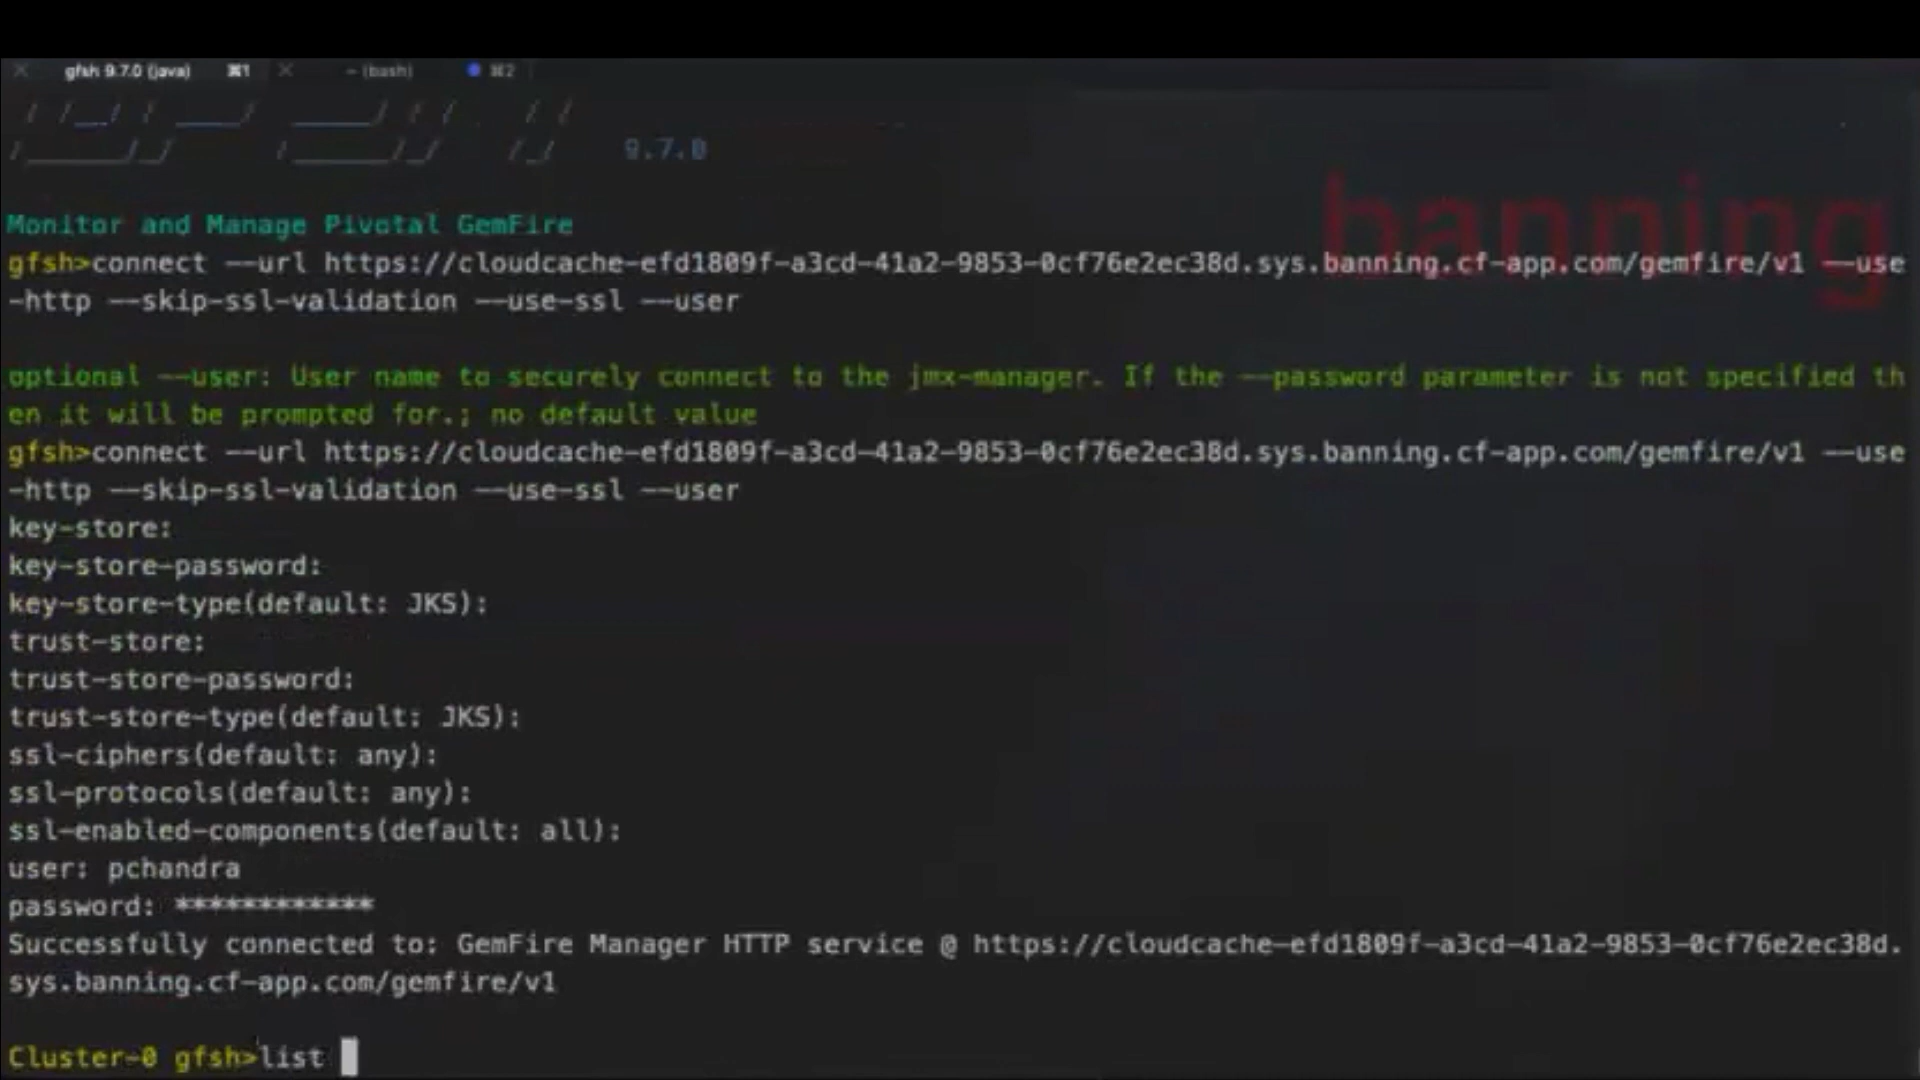 gfsh 9.7.0 (java) ⌘1 ~ (bash) ⌘2
9.7.0
banning
Monitor and Manage Pivotal GemFire
gfsh>connect --url https://cloudcache-efd1809f-a3cd-41a2-9853-0cf76e2ec38d.sys.banning.cf-app.com/gemfire/v1 --use
-http --skip-ssl-validation --use-ssl --user
optional --user: User name to securely connect to the jmx-manager. If the --password parameter is not specified th
en it will be prompted for.; no default value
gfsh>connect --url https://cloudcache-efd1809f-a3cd-41a2-9853-0cf76e2ec38d.sys.banning.cf-app.com/gemfire/v1 --use
-http --skip-ssl-validation --use-ssl --user
key-store:
key-store-password:
key-store-type(default: JKS):
trust-store:
trust-store-password:
trust-store-type(default: JKS):
ssl-ciphers(default: any):
ssl-protocols(default: any):
ssl-enabled-components(default: all):
user: pchandra
password: ************
Successfully connected to: GemFire Manager HTTP service @ https://cloudcache-efd1809f-a3cd-41a2-9853-0cf76e2ec38d.
sys.banning.cf-app.com/gemfire/v1
Cluster-0 gfsh>list